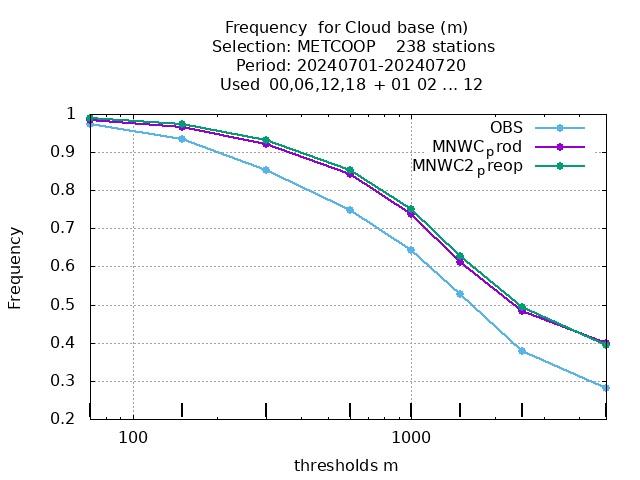 Frequency  for Cloud base (m)
Selection: METCOOP    238 stations
Period: 20240701-20240720
Used  00,06,12,18  + 01 02 ... 12
OBS
MNWCprod
MNWC2preop
1
0.9
0.8
0.7
0.6
0.5
0.4
0.3
0.2
Frequency
100
1000
thresholds m